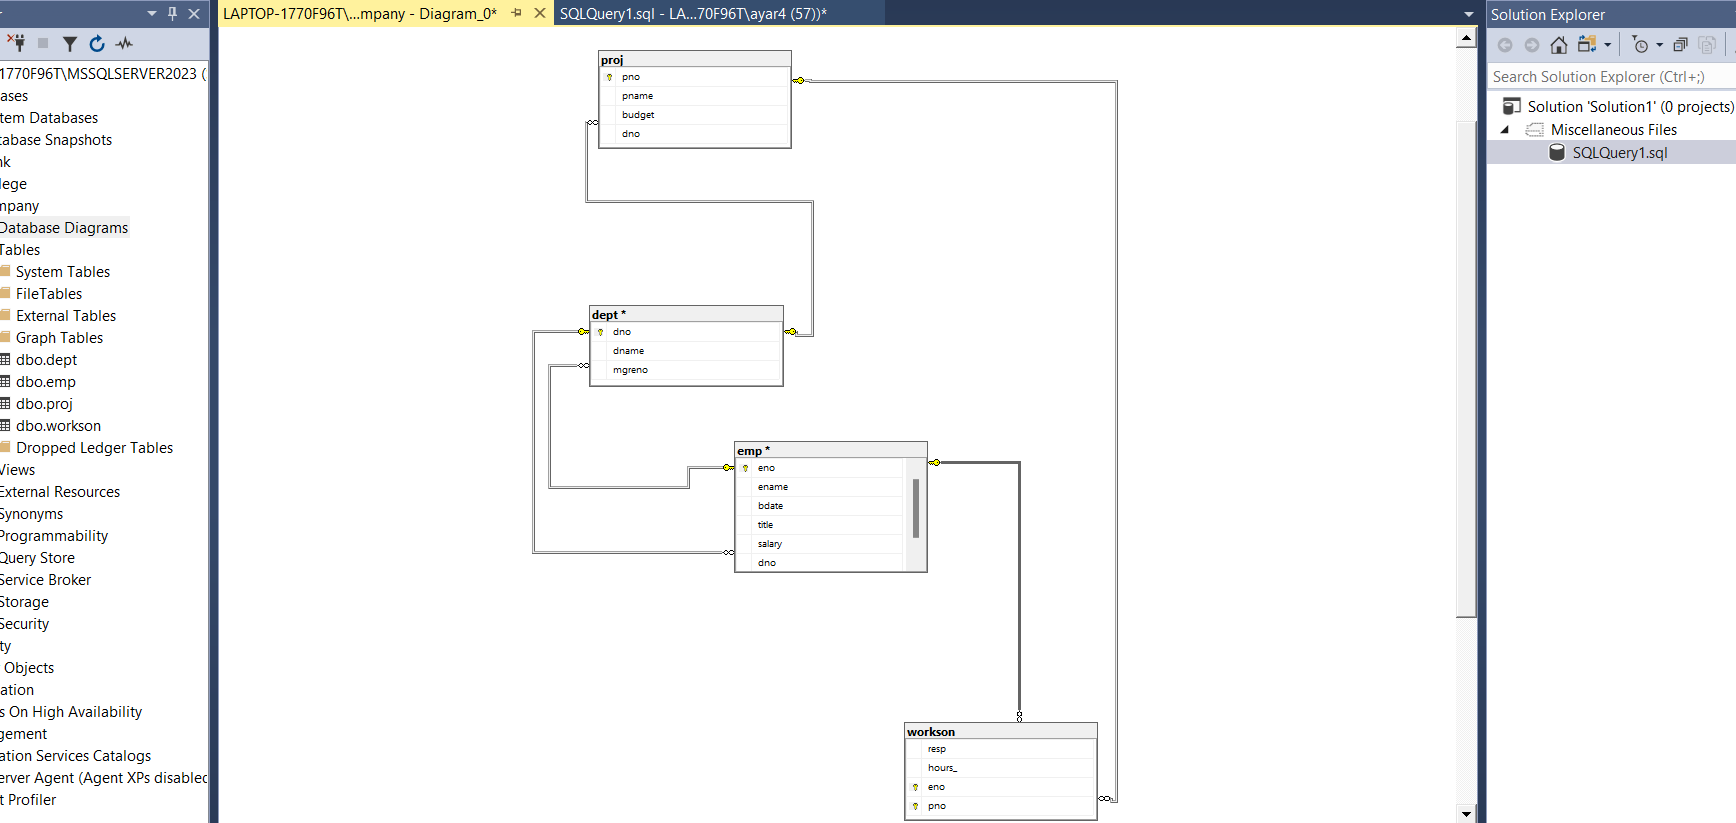 LAPTOP-1770F96T\...mpany - Diagram_0*
SQLQuery1.sql - LA...70F96T\ayar4 (57))*
Solution Explorer
Search Solution Explorer (Ctrl+;)
Solution 'Solution1' (0 projects)
Miscellaneous Files
SQLQuery1.sql
1770F96T\MSSQLSERVER2023 (
ases
tem Databases
tabase Snapshots
nk
lege
mpany
Database Diagrams
Tables
System Tables
FileTables
External Tables
Graph Tables
dbo.dept
dbo.emp
dbo.proj
dbo.workson
Dropped Ledger Tables
Views
External Resources
Synonyms
Programmability
Query Store
Service Broker
Storage
Security
ty
Objects
ation
s On High Availability
gement
ation Services Catalogs
erver Agent (Agent XPs disabled
t Profiler
proj
pno
pname
budget
dno
dept *
dno
dname
mgreno
emp *
eno
ename
bdate
title
salary
dno
workson
resp
hours_
eno
pno